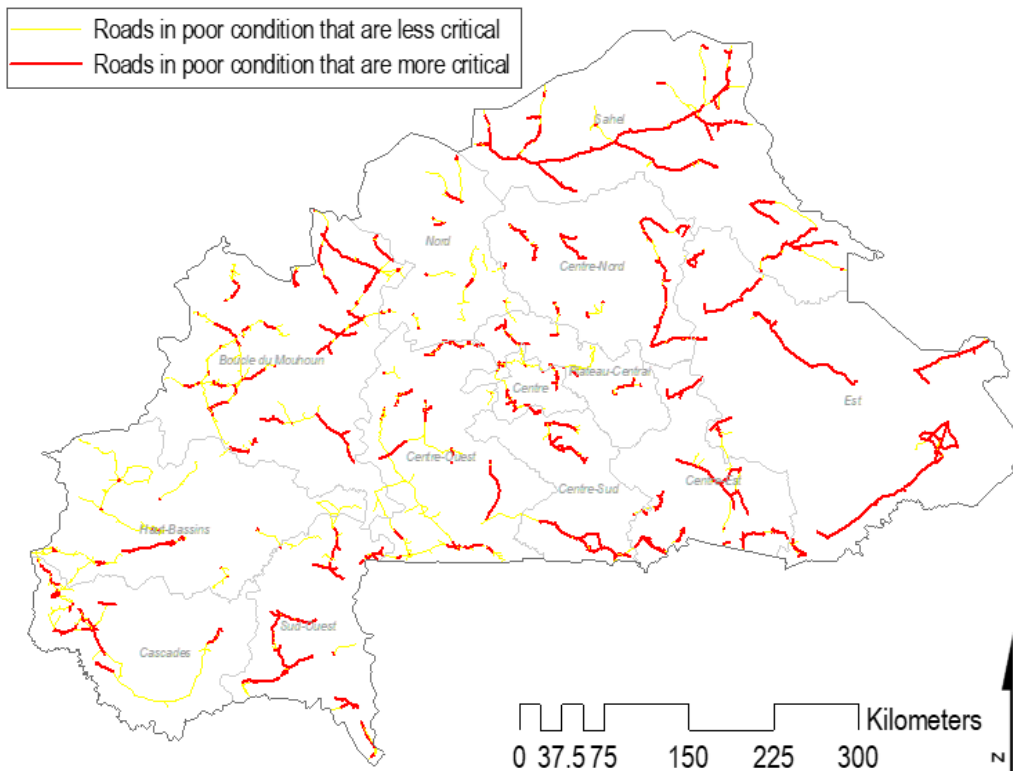 Roads in poor condition that are less critical
Roads in poor condition that are more critical
Sahel
Nord
Centre-Nord
Boucle du Mouhoun
Plateau-Central
Centre
Est
Centre-Ouest
Centre-Est
Centre-Sud
Haut-Bassins
Sud-Ouest
Cascades
Kilometers
0 37.5 75 150 225 300
N